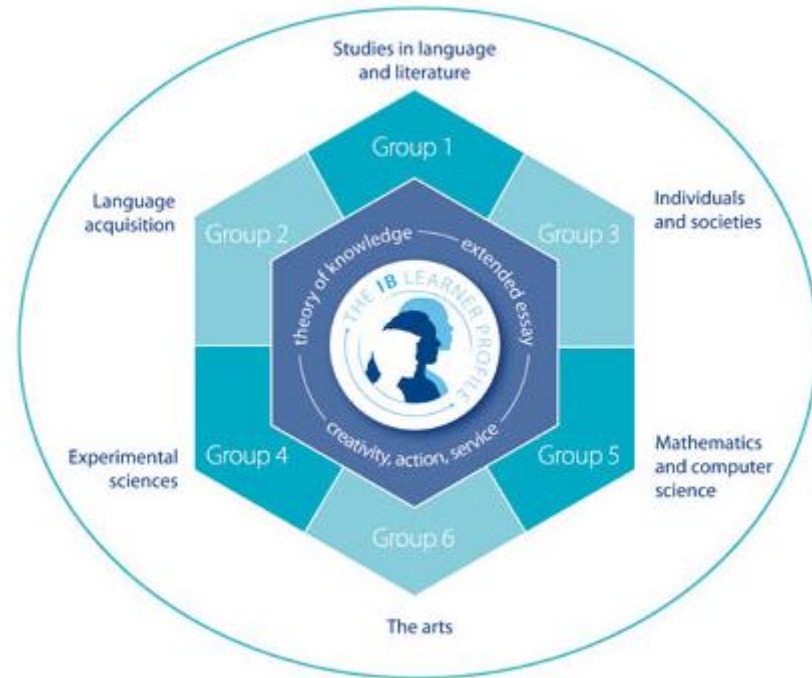 Studies in language
and literature
Group 1
Language
acquisition
Group 2
Individuals
and societies
Group 3
theory of knowledge
extended essay
THE IB LEARNER PROFILE
creativity, action, service
Experimental
sciences
Group 4
Mathematics
and computer
science
Group 5
Group 6
The arts